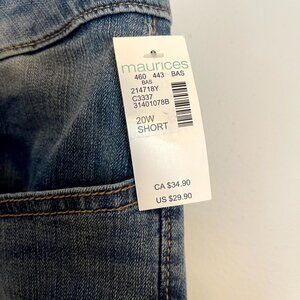 maurices
460 443 BAS
BAS
214718Y
C3337
31401078B
20W
SHORT
CA $34.90
US $29.90